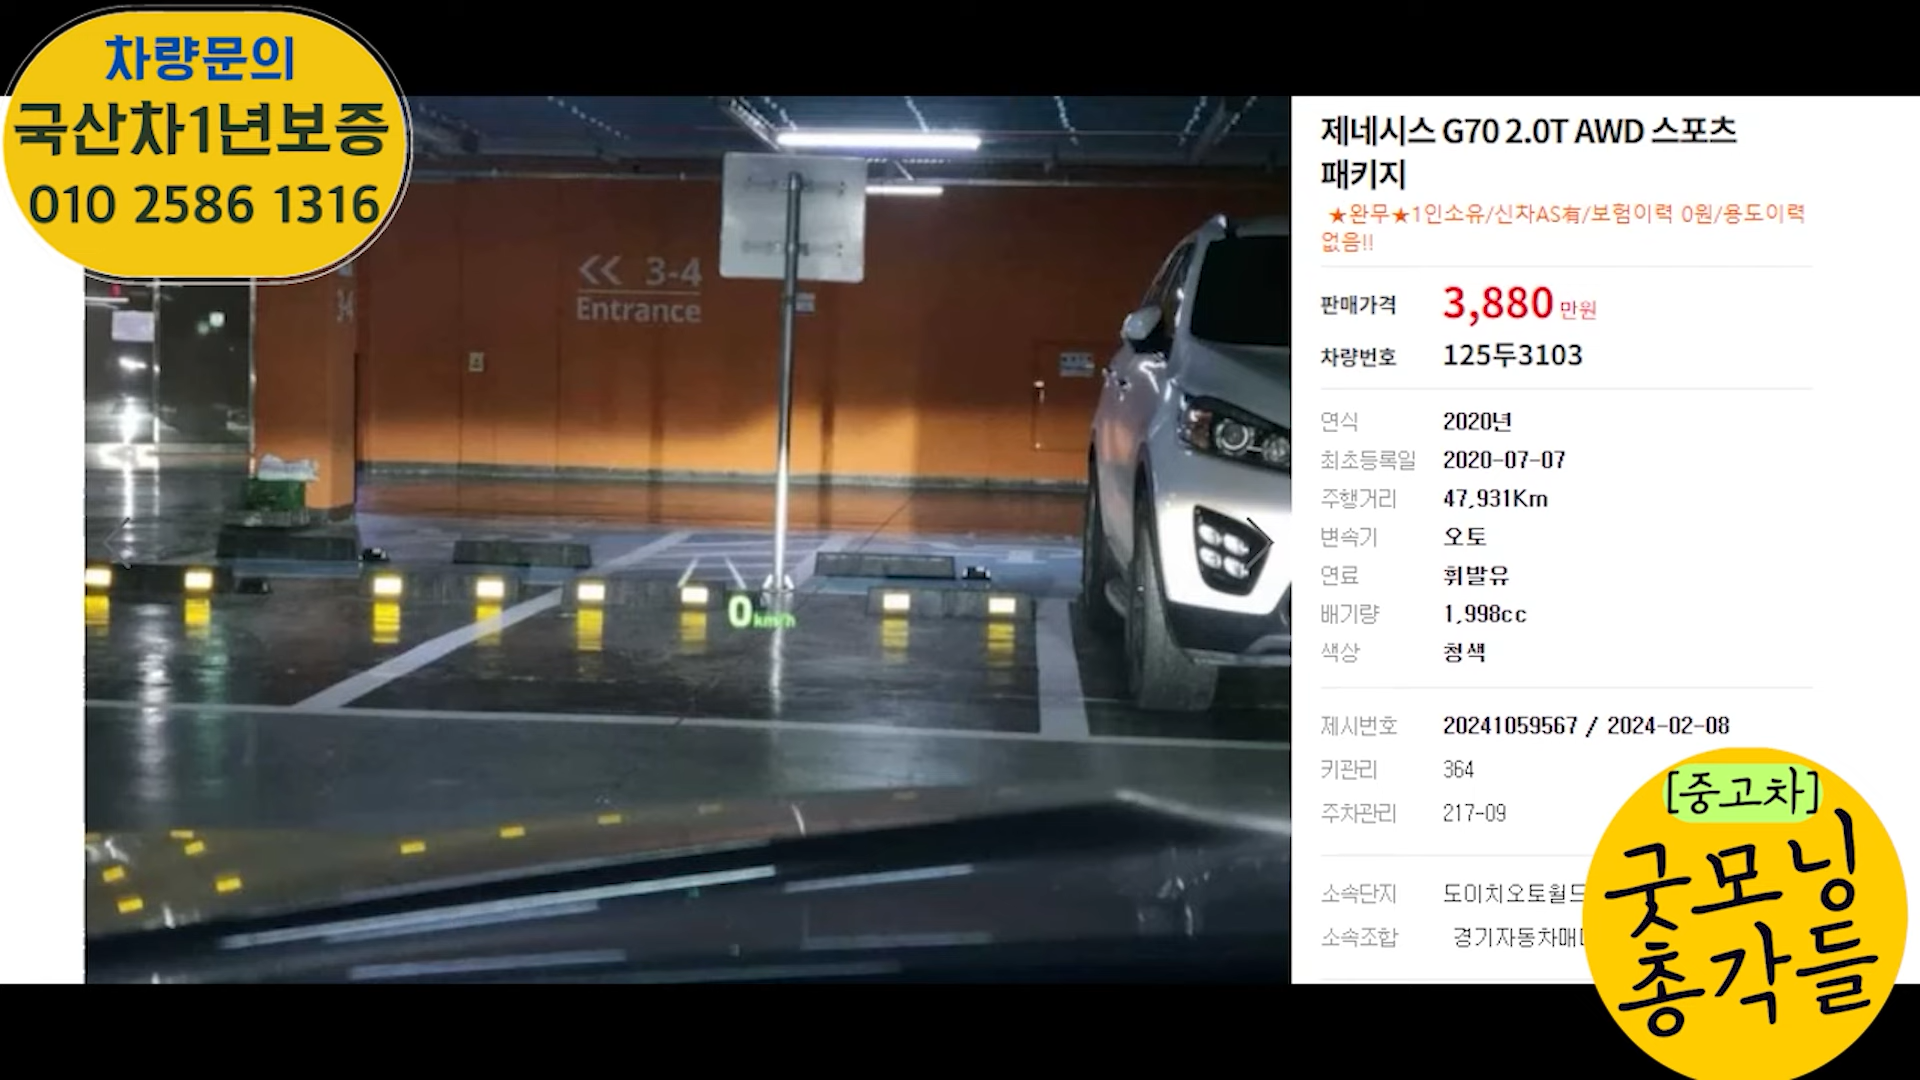 차량문의
국산차1년보증
010 2586 1316
<< 3-4
Entrance
0 km/h
제네시스 G70 2.0T AWD 스포츠
패키지
★완무★1인소유/신차AS有/보험이력 0원/용도이력
없음!!
판매가격 3,880 만원
차량번호 125두3103
연식 2020년
최초등록일 2020-07-07
주행거리 47,931Km
변속기 오토
연료 휘발유
배기량 1,998cc
색상 청색
제시번호 20241059567 / 2024-02-08
키관리 364
주차관리 217-09
소속단지 도이치오토월드
소속조합 경기자동차매
[중고차]
굿모닝
총각들